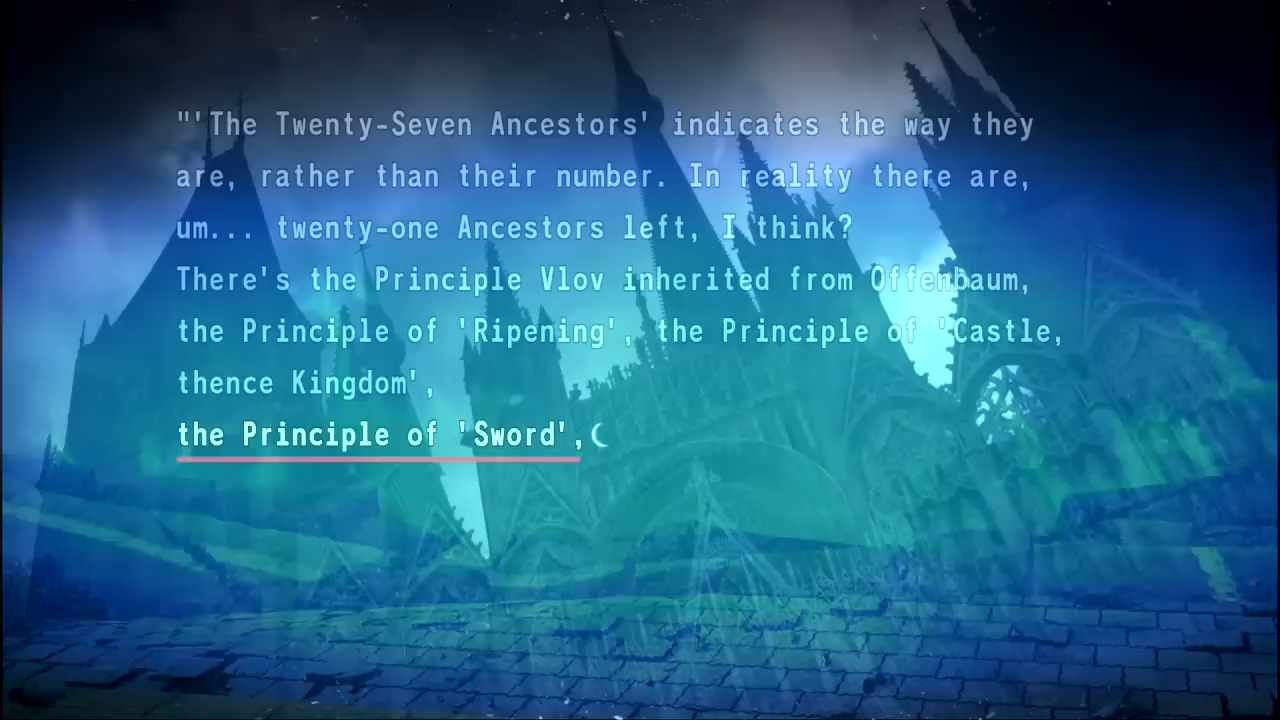 "'The Twenty-Seven Ancestors' indicates the way they
are, rather than their number. In reality there are,
um... twenty-one Ancestors left, I think?
There's the Principle Vlov inherited from Offenbaum,
the Principle of 'Ripening', the Principle of 'Castle,
thence Kingdom',
the Principle of 'Sword',